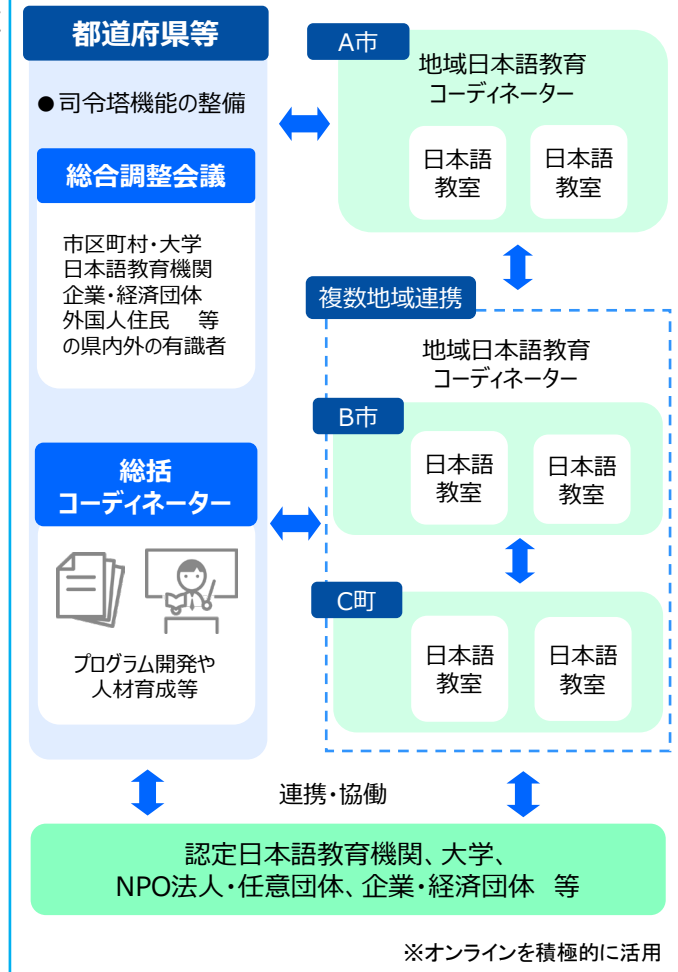 都道府県等
●司令塔機能の整備
総合調整会議
市区町村・大学
日本語教育機関
企業・経済団体
外国人住民　等
の県内外の有識者
総括
コーディネーター
プログラム開発や
人材育成等
A市
地域日本語教育
コーディネーター
日本語
教室
日本語
教室
複数地域連携
地域日本語教育
コーディネーター
B市
日本語
教室
日本語
教室
C町
日本語
教室
日本語
教室
連携・協働
認定日本語教育機関、大学、
NPO法人・任意団体、企業・経済団体　等
※オンラインを積極的に活用